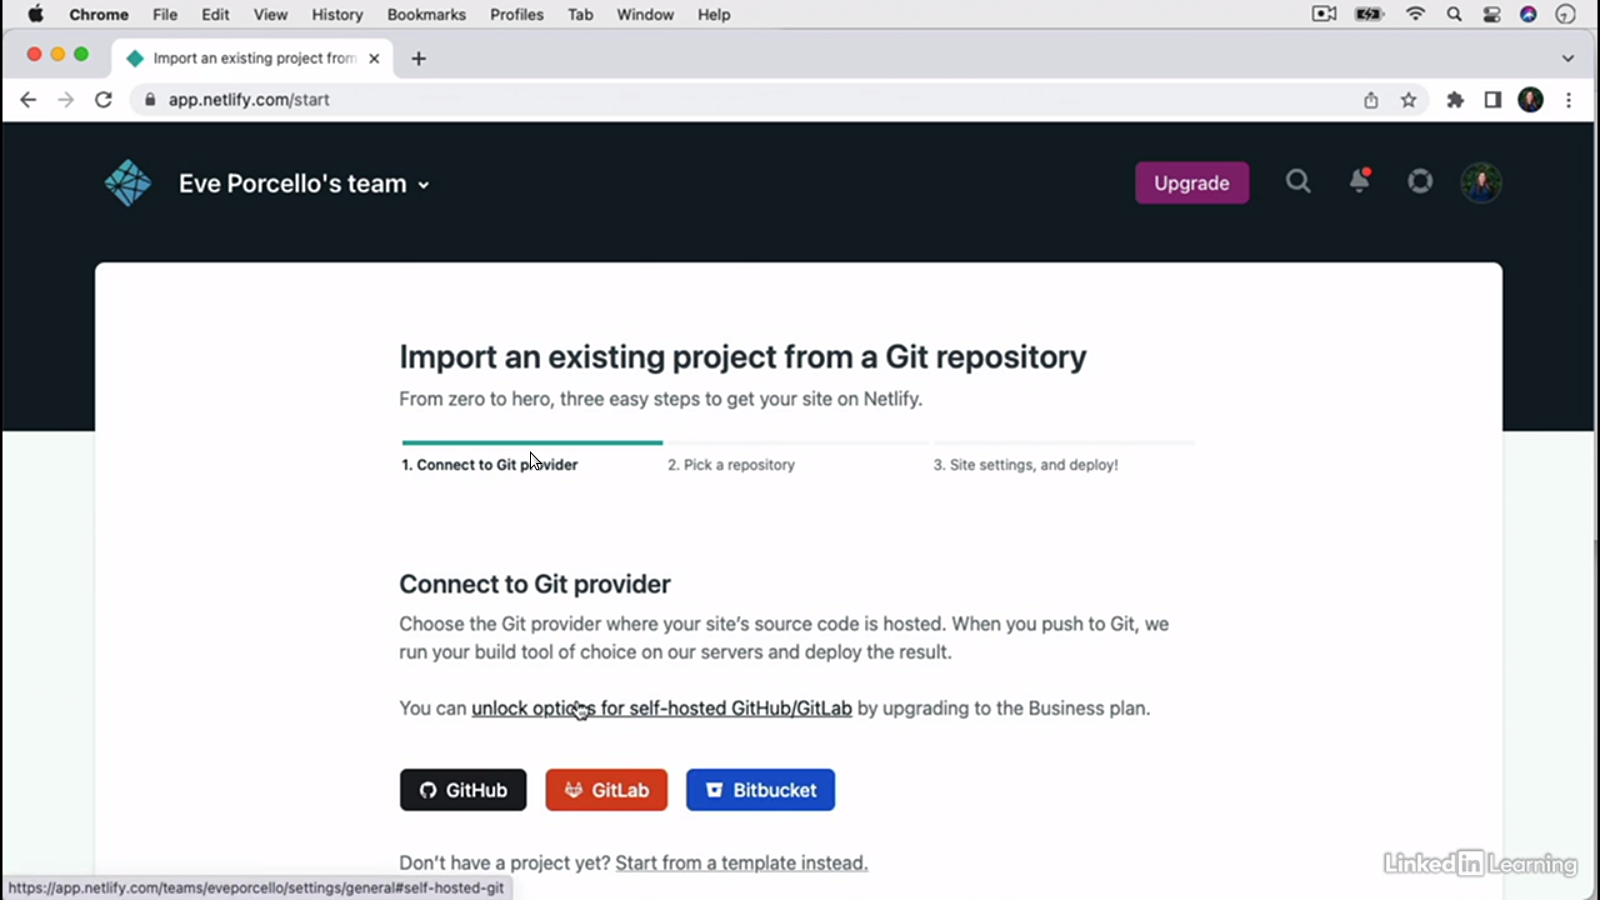 Chrome File Edit View History Bookmarks Profiles Tab Window Help
Import an existing project from
app.netlify.com/start
Eve Porcello's team
Upgrade
Import an existing project from a Git repository
From zero to hero, three easy steps to get your site on Netlify.
1. Connect to Git provider
2. Pick a repository
3. Site settings, and deploy!
Connect to Git provider
Choose the Git provider where your site’s source code is hosted. When you push to Git, we
run your build tool of choice on our servers and deploy the result.
You can unlock options for self-hosted GitHub/GitLab by upgrading to the Business plan.
GitHub
GitLab
Bitbucket
Don’t have a project yet? Start from a template instead.
LinkedIn Learning
https://app.netlify.com/teams/eveporcello/settings/general#self-hosted-git